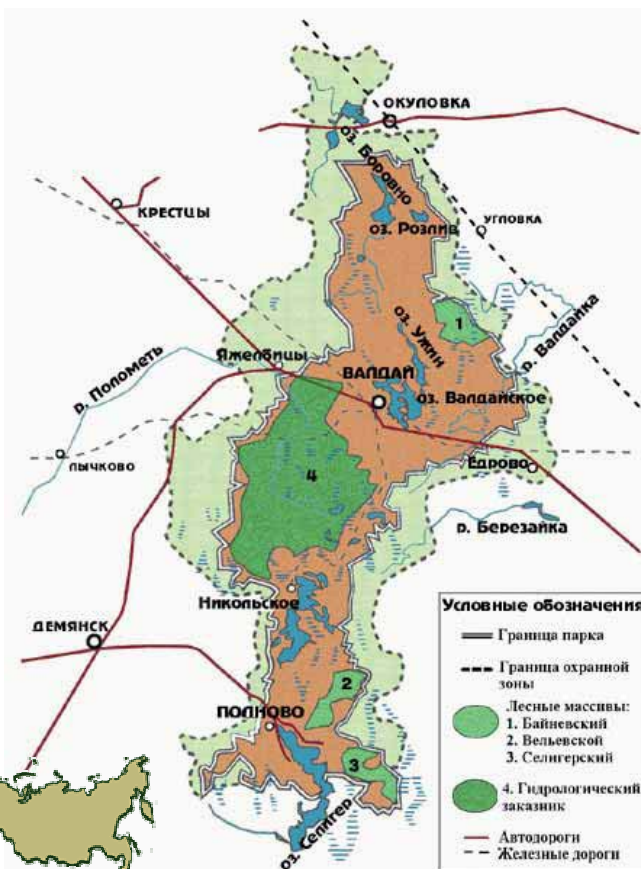 ОКУЛОВКА
оз. Боровно
КРЕСТЦЫ
оз. Розлив
УГЛОВКА
1
оз. Ужин
р. Валдайка
Яжелбицы
р. Полометь
ВАЛДАЙ
оз. Валдайское
ЛЫЧКОВО
4
Едрово
р. Березайка
Никольское
ДЕМЯНСК
2
ПОЛНОВО
3
оз. Селигер
Условные обозначения
Граница парка
Граница охранной
зоны
Лесные массивы:
1. Байневский
2. Вельевской
3. Селигерский
4. Гидрологический
заказник
Автодороги
Железные дороги